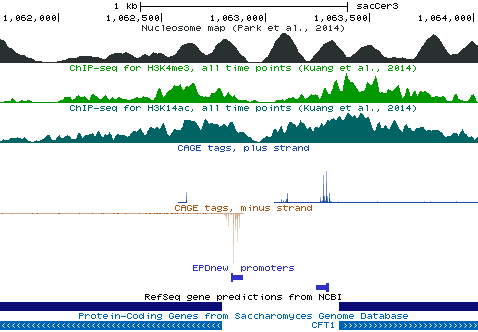 1 kb sacCer3
1,062,000 1,062,500 1,063,000 1,063,500 1,064,000
Nucleosome map (Park et al., 2014)
ChIP-seq for H3K4me3, all time points (Kuang et al., 2014)
ChIP-seq for H3K14ac, all time points (Kuang et al., 2014)
CAGE tags, plus strand
CAGE tags, minus strand
EPDnew promoters
RefSeq gene predictions from NCBI
Protein-Coding Genes from Saccharomyces Genome Database
CFT1